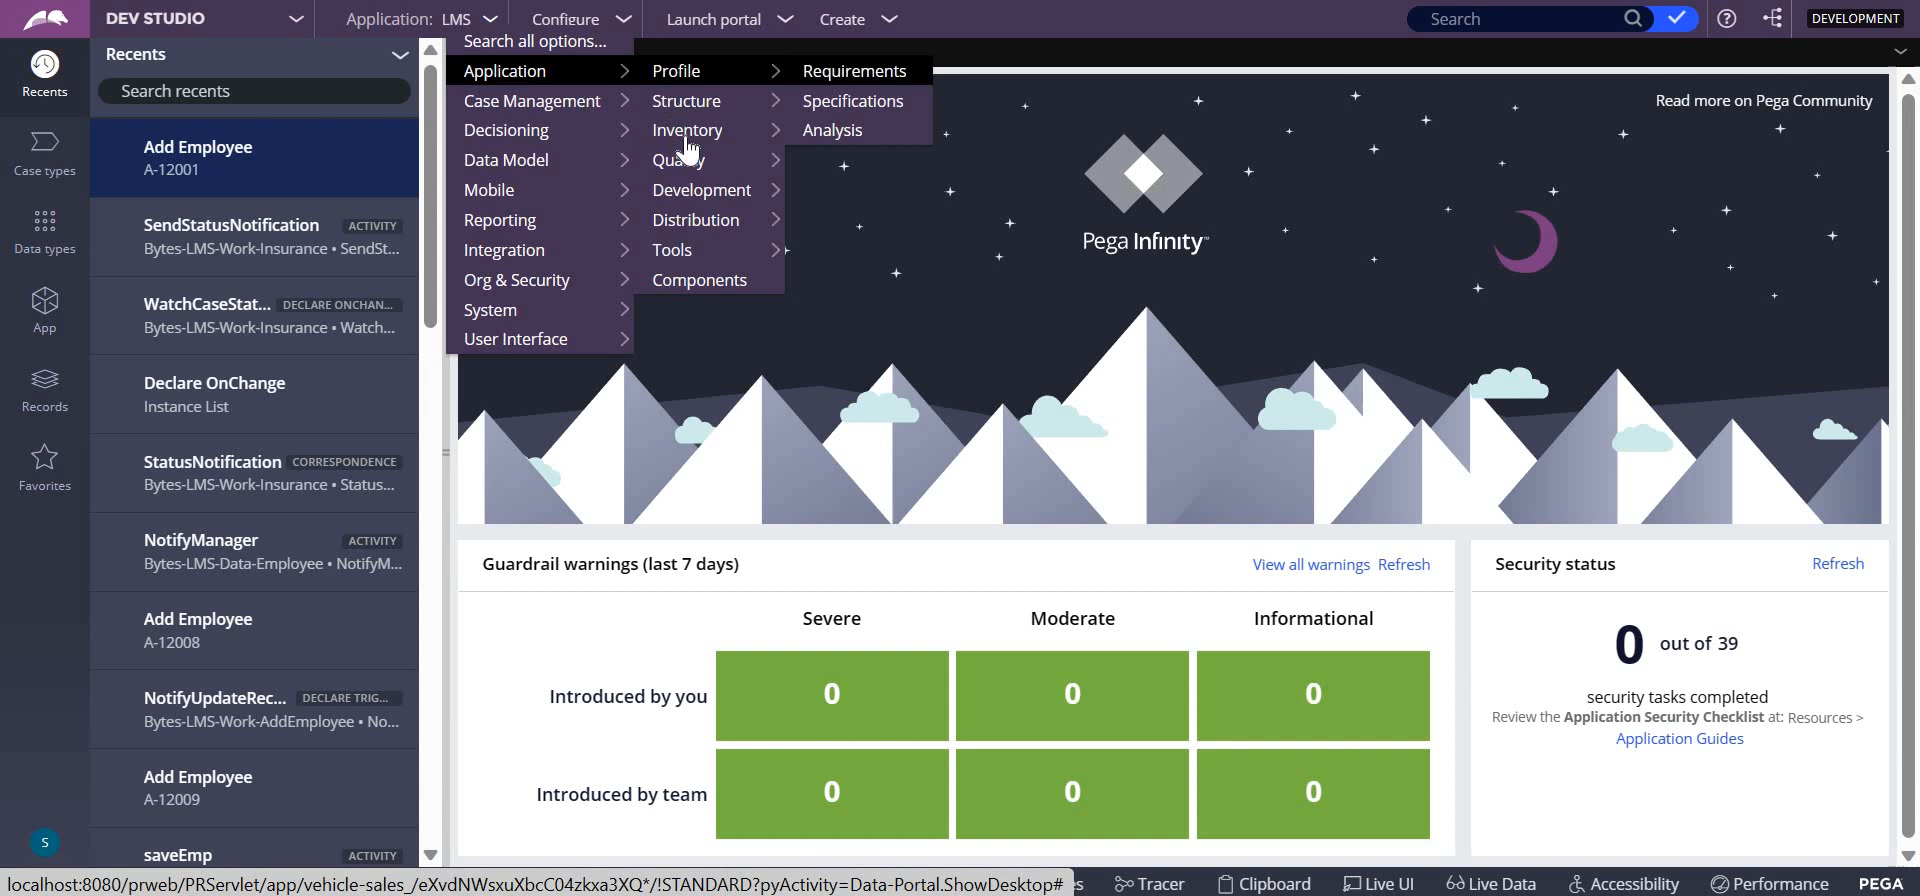 DEV STUDIO
Application: LMS
Configure
Launch portal
Create
Search
DEVELOPMENT
Recents
Search recents
Recents
Case types
Data types
App
Records
Favorites
S
Add Employee
A-12001
SendStatusNotification ACTIVITY
Bytes-LMS-Work-Insurance • SendSt...
WatchCaseStat... DECLARE ONCHAN...
Bytes-LMS-Work-Insurance • Watch...
Declare OnChange
Instance List
StatusNotification CORRESPONDENCE
Bytes-LMS-Work-Insurance • Status...
NotifyManager ACTIVITY
Bytes-LMS-Data-Employee • NotifyM...
Add Employee
A-12008
NotifyUpdateRec... DECLARE TRIG...
Bytes-LMS-Work-AddEmployee • No...
Add Employee
A-12009
saveEmp ACTIVITY
Search all options...
Application
Case Management
Decisioning
Data Model
Mobile
Reporting
Integration
Org & Security
System
User Interface
Profile
Structure
Inventory
Quality
Development
Distribution
Tools
Components
Requirements
Specifications
Analysis
Read more on Pega Community
Pega Infinity™
Guardrail warnings (last 7 days)
View all warnings Refresh
Severe Moderate Informational
Introduced by you 0 0 0
Introduced by team 0 0 0
Security status
Refresh
0 out of 39
security tasks completed
Review the Application Security Checklist at: Resources >
Application Guides
localhost:8080/prweb/PRServlet/app/vehicle-sales_/eXvdNWsxuXbcC04zkxa3XQ*/!STANDARD?pyActivity=Data-Portal.ShowDesktop#
Tracer
Clipboard
Live UI
Live Data
Accessibility
Performance
PEGA